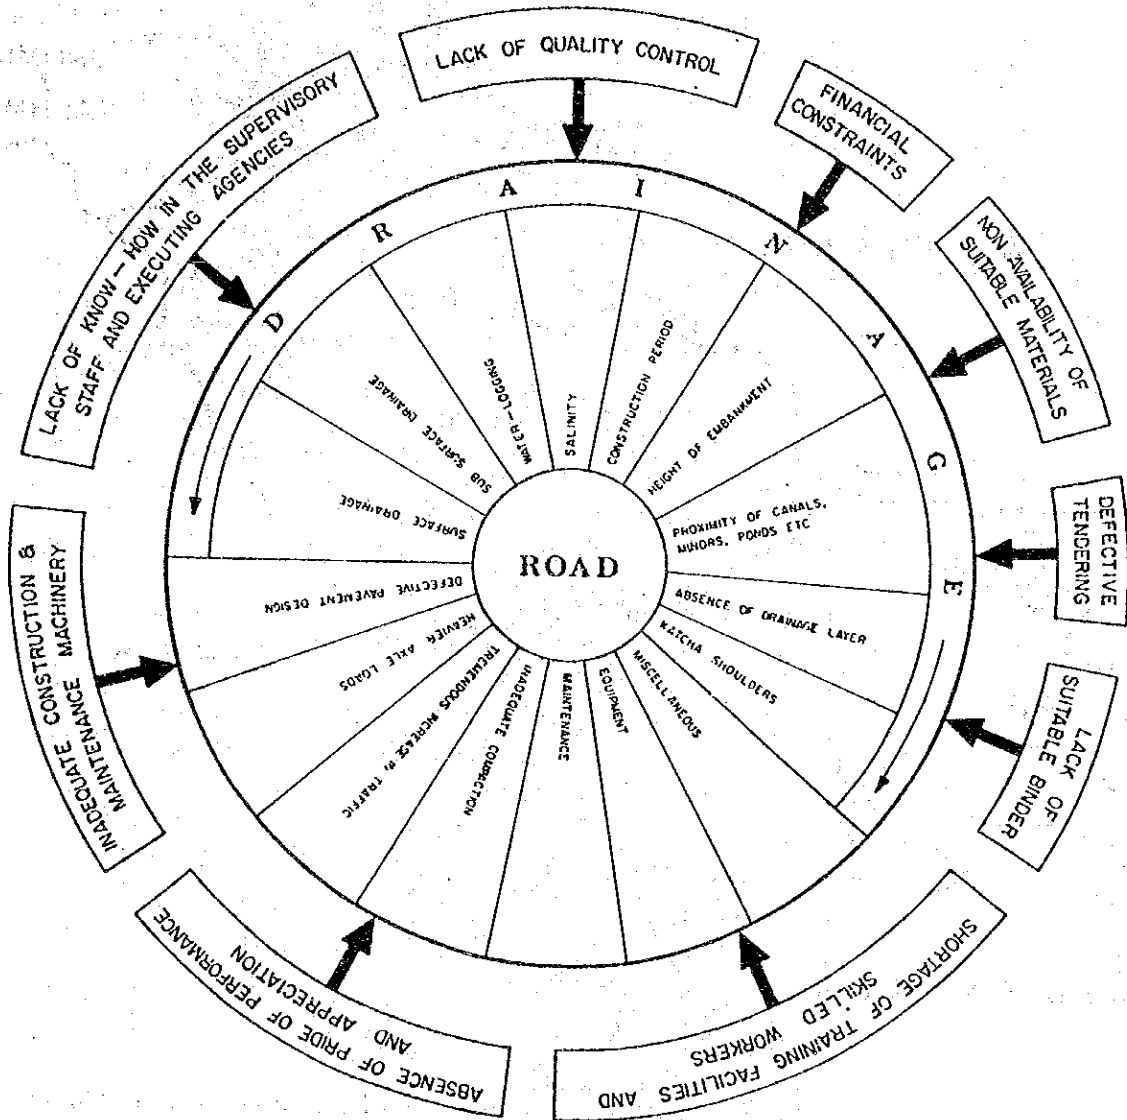 LACK OF QUALITY CONTROL
FINANCIAL
CONSTRAINTS
NON AVAILABILITY OF
SUITABLE MATERIALS
DEFECTIVE
TENDERING
LACK OF
SUITABLE BINDER
SHORTAGE OF TRAINING FACILITIES AND
SKILLED WORKERS
ABSENCE OF PRIDE OF PERFORMANCE
AND APPRECIATION
INADEQUATE CONSTRUCTION &
MAINTENANCE MACHINERY
LACK OF KNOW-HOW IN THE SUPERVISORY
STAFF AND EXECUTING AGENCIES
DRAINAGE
SURFACE DRAINAGE
SUB SURFACE DRAINAGE
WATER-LOGGING
SALINITY
CONSTRUCTION PERIOD
HEIGHT OF EMBANKMENT
PROXIMITY OF CANALS,
MINORS, PONDS ETC
ABSENCE OF DRAINAGE LAYER
KATCHA SHOULDERS
MISCELLANEOUS
EQUIPMENT
MAINTENANCE
INADEQUATE COMPACTION
TREMENDOUS INCREASE IN TRAFFIC
HEAVIER AXLE LOADS
DEFECTIVE PAVEMENT DESIGN
ROAD